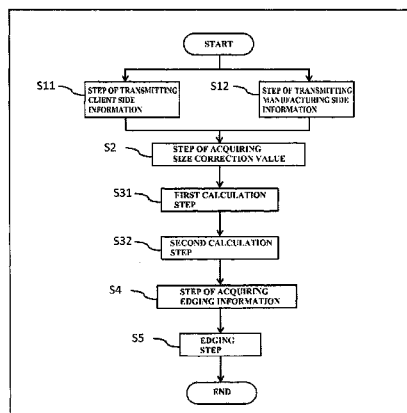 START
S11
STEP OF TRANSMITTING
CLIENT SIDE
INFORMATION
S12
STEP OF TRANSMITTING
MANUFACTURING SIDE
INFORMATION
S2
STEP OF ACQUIRING
SIZE CORRECTION VALUE
S31
FIRST CALCULATION
STEP
S32
SECOND CALCULATION
STEP
S4
STEP OF ACQUIRING
EDGING INFORMATION
S5
EDGING
STEP
END